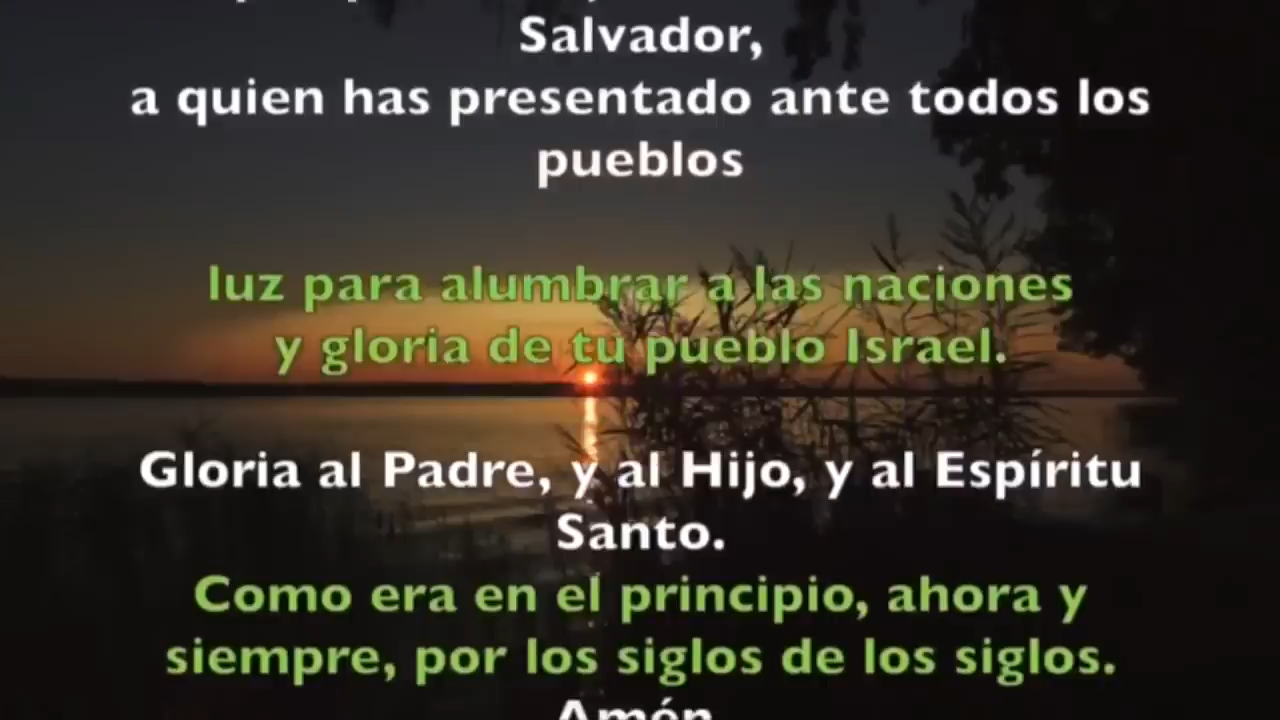 Salvador,
a quien has presentado ante todos los
pueblos
luz para alumbrar a las naciones
y gloria de tu pueblo Israel.
Gloria al Padre, y al Hijo, y al Espíritu
Santo.
Como era en el principio, ahora y
siempre, por los siglos de los siglos.
Amén